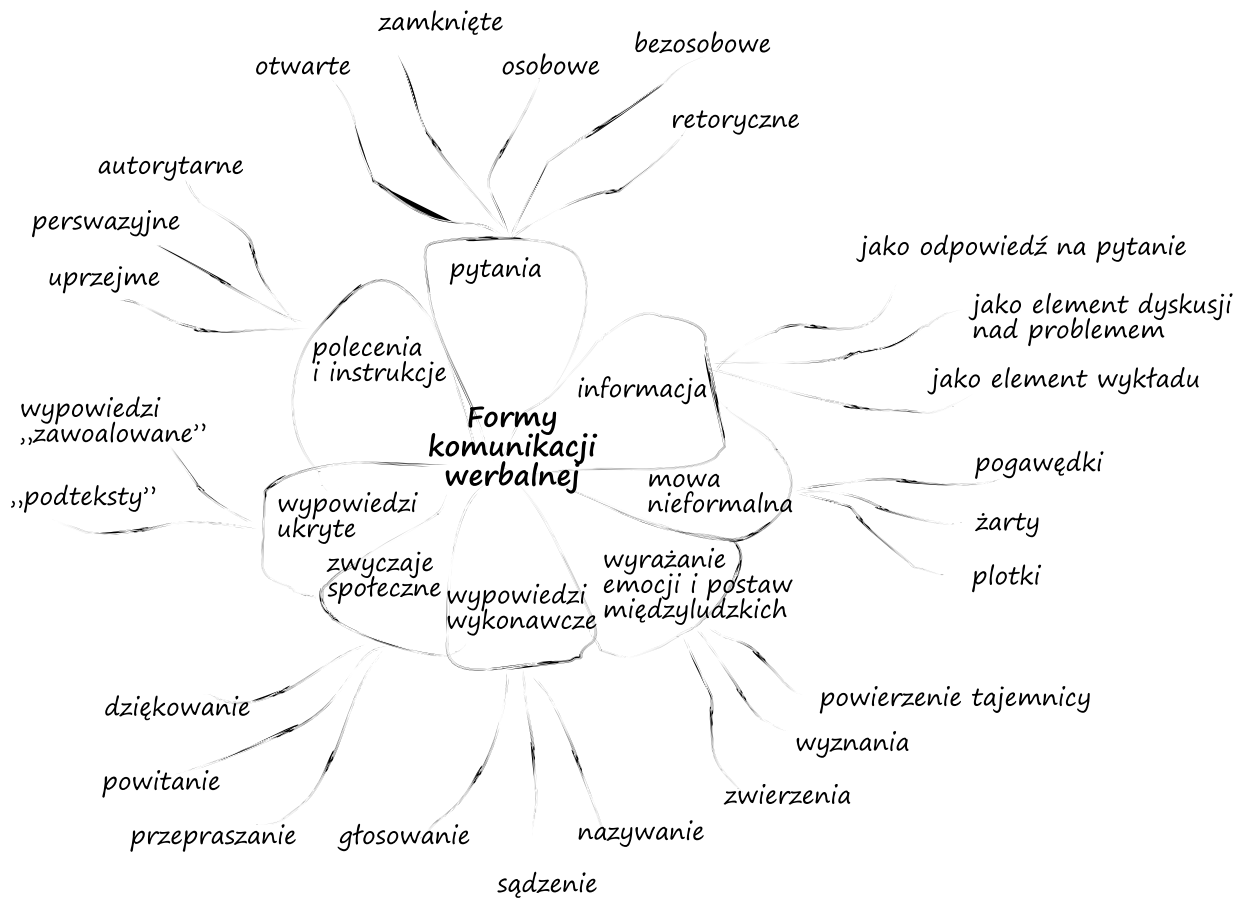 zamknięte
bezosobowe
otwarte
osobowe
retoryczne
autorytarne
perswazyjne
uprzejme
pytania
jako odpowiedź na pytanie
jako element dyskusji
nad problemem
jako element wykładu
polecenia
i instrukcje
informacja
Formy
komunikacji
werbalnej
wypowiedzi
„zawoalowane”
„podteksty”
wypowiedzi
ukryte
mowa
nieformalna
pogawędki
żarty
plotki
zwyczaje
społeczne
wypowiedzi
wykonawcze
wyrażanie
emocji i postaw
międzyludzkich
dziękowanie
powitanie
przepraszanie
głosowanie
sądzenie
nazywanie
powierzenie tajemnicy
wyznania
zwierzenia